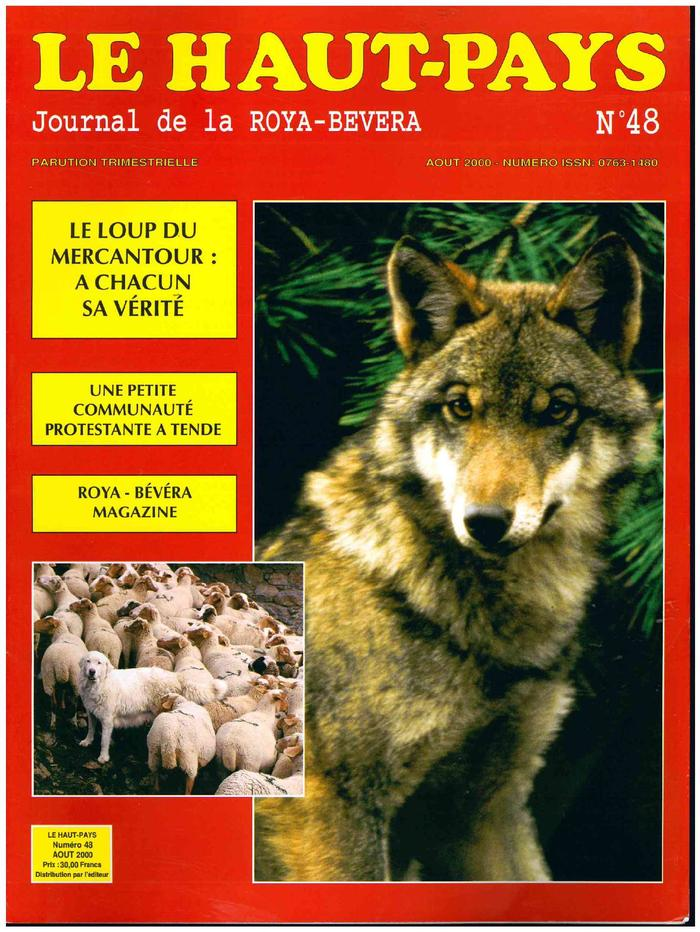 LE HAUT-PAYS
Journal de la ROYA-BEVERA
N°48
PARUTION TRIMESTRIELLE
AOUT 2000 - NUMERO ISSN: 0763-1480
LE LOUP DU
MERCANTOUR :
A CHACUN
SA VÉRITÉ
UNE PETITE
COMMUNAUTÉ
PROTESTANTE A TENDE
ROYA - BÉVÉRA
MAGAZINE
LE HAUT-PAYS
Numéro 48
AOUT 2000
Prix : 30,00 Francs
Distribution par l'éditeur